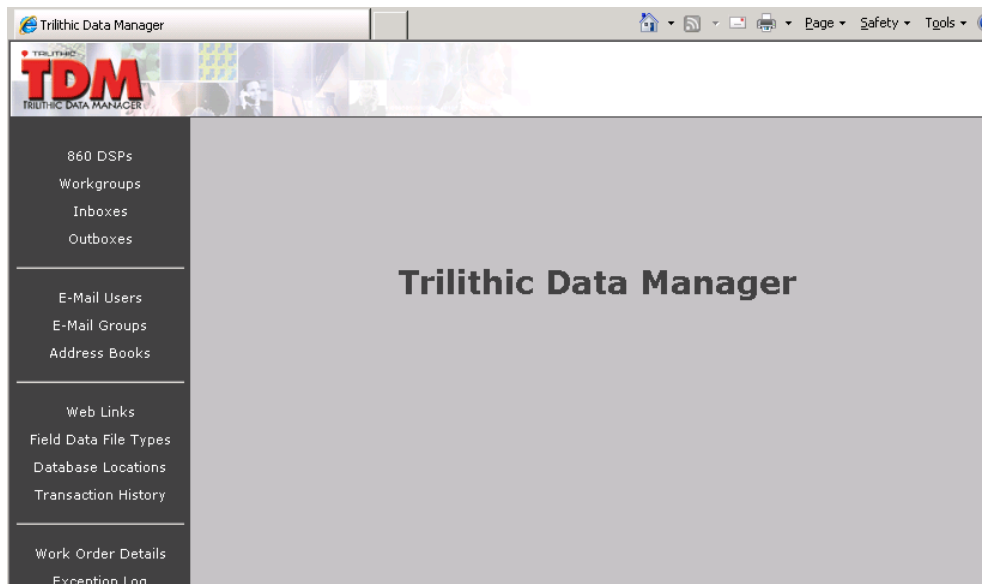 Trilithic Data Manager
Page
Safety
Tools
TRILITHIC
TDM
TRILITHIC DATA MANAGER
860 DSPs
Workgroups
Inboxes
Outboxes
Trilithic Data Manager
E-Mail Users
E-Mail Groups
Address Books
Web Links
Field Data File Types
Database Locations
Transaction History
Work Order Details
Exception Log